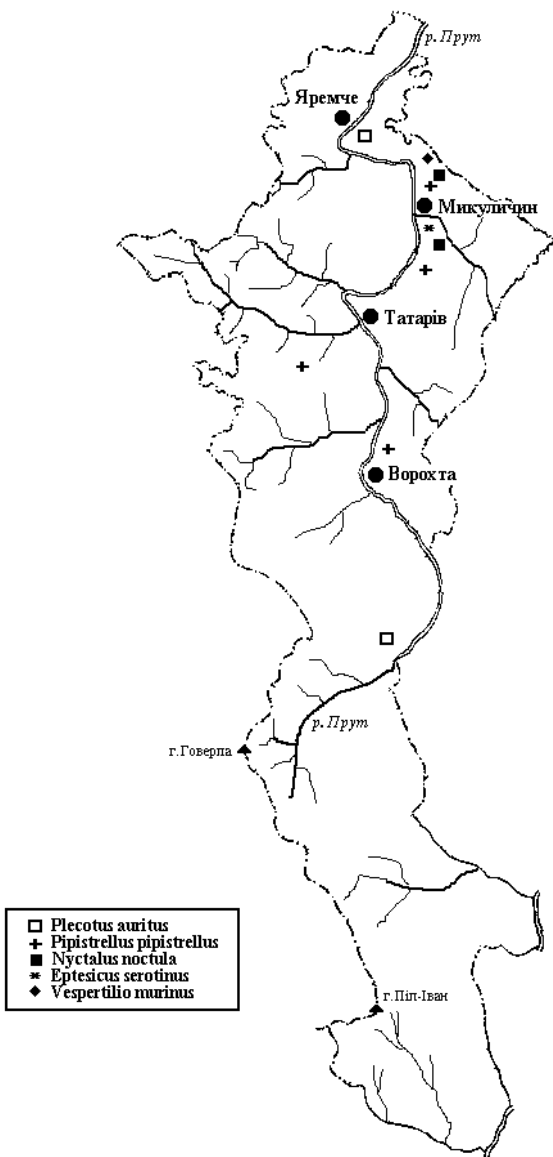 р. Прут
Яремче
Микуличин
Татарів
Ворохта
р. Прут
г.Говерла
Plecotus auritus
Pipistrellus pipistrellus
Nyctalus noctula
Eptesicus serotinus
Vespertilio murinus
г.Піп-Іван